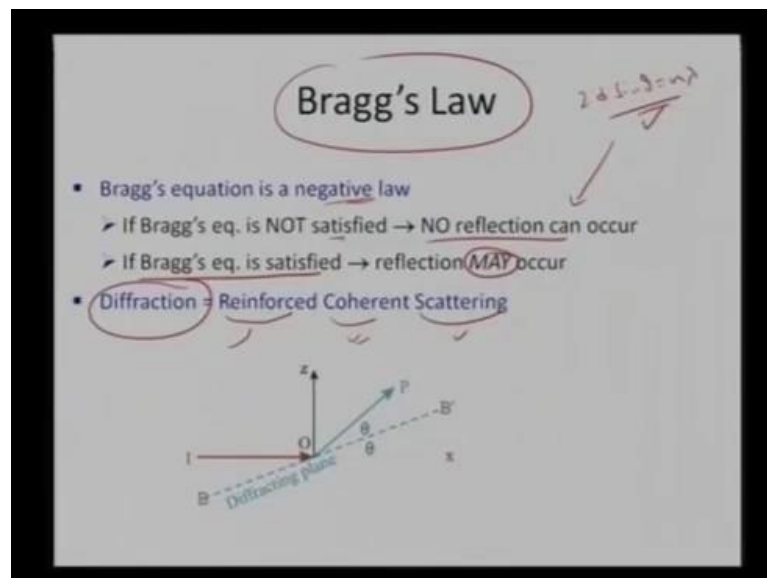 Bragg's Law
2d sinθ = nλ
▪ Bragg's equation is a negative law
➤ If Bragg's eq. is NOT satisfied → NO reflection can occur
➤ If Bragg's eq. is satisfied → reflection MAY occur
▪ Diffraction = Reinforced Coherent Scattering
z
P
B'
θ
O
θ
I
x
Diffracting plane
B